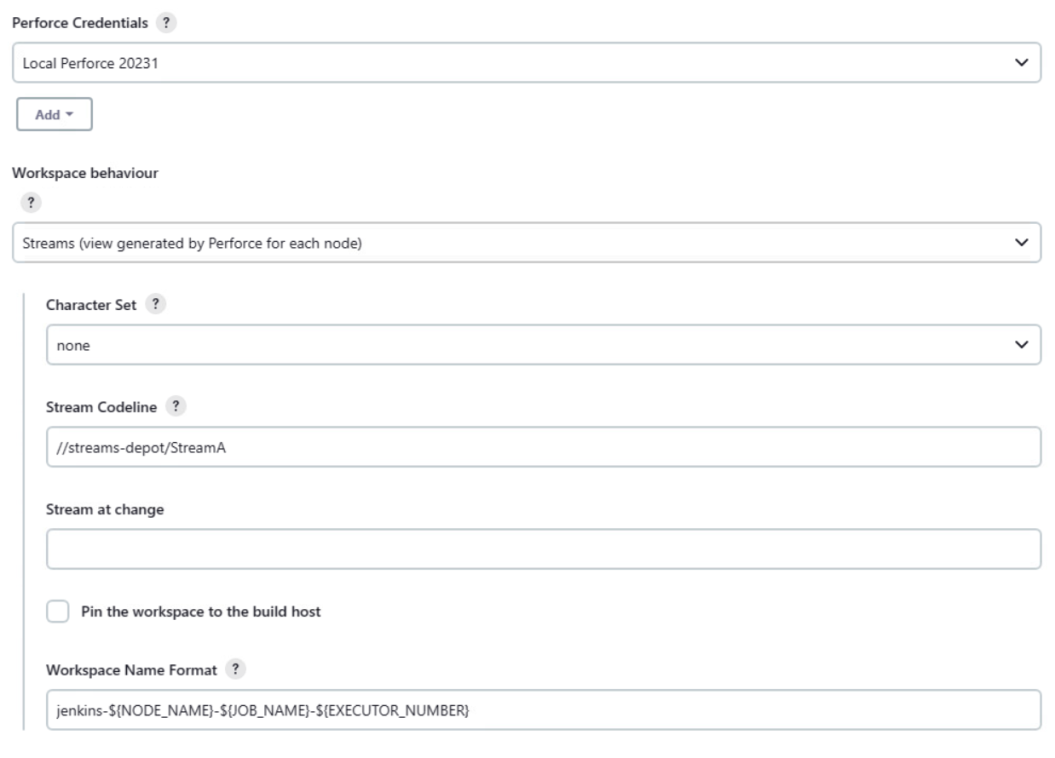 Perforce Credentials ?
Local Perforce 20231
Add
Workspace behaviour
?
Streams (view generated by Perforce for each node)
Character Set ?
none
Stream Codeline ?
//streams-depot/StreamA
Stream at change
Pin the workspace to the build host
Workspace Name Format ?
jenkins-${NODE_NAME}-${JOB_NAME}-${EXECUTOR_NUMBER}